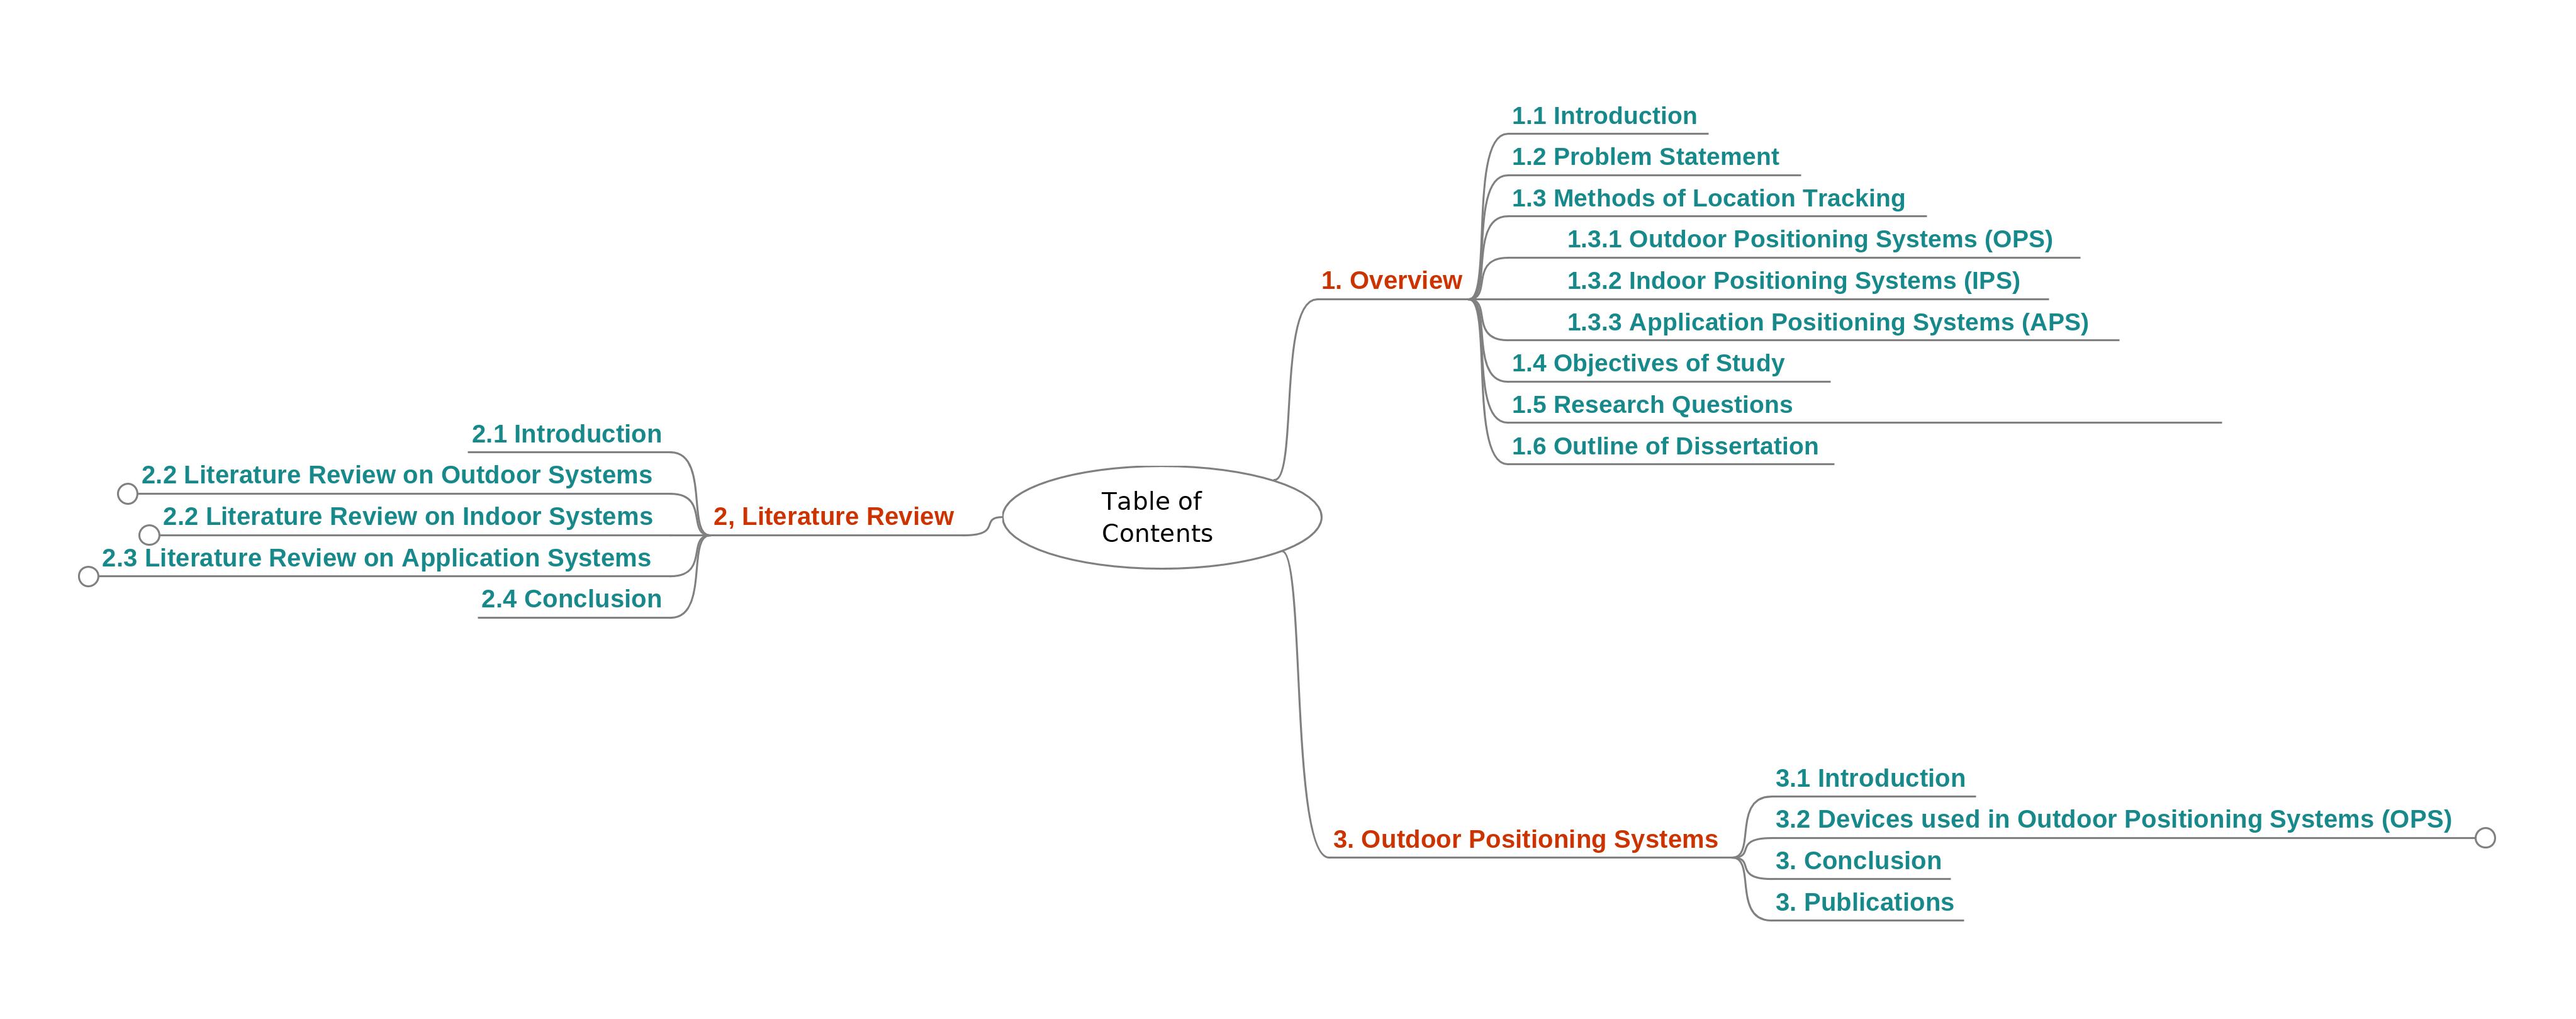 Table of
Contents
1. Overview
1.1 Introduction
1.2 Problem Statement
1.3 Methods of Location Tracking
1.3.1 Outdoor Positioning Systems (OPS)
1.3.2 Indoor Positioning Systems (IPS)
1.3.3 Application Positioning Systems (APS)
1.4 Objectives of Study
1.5 Research Questions
1.6 Outline of Dissertation
2, Literature Review
2.1 Introduction
2.2 Literature Review on Outdoor Systems
2.2 Literature Review on Indoor Systems
2.3 Literature Review on Application Systems
2.4 Conclusion
3. Outdoor Positioning Systems
3.1 Introduction
3.2 Devices used in Outdoor Positioning Systems (OPS)
3. Conclusion
3. Publications